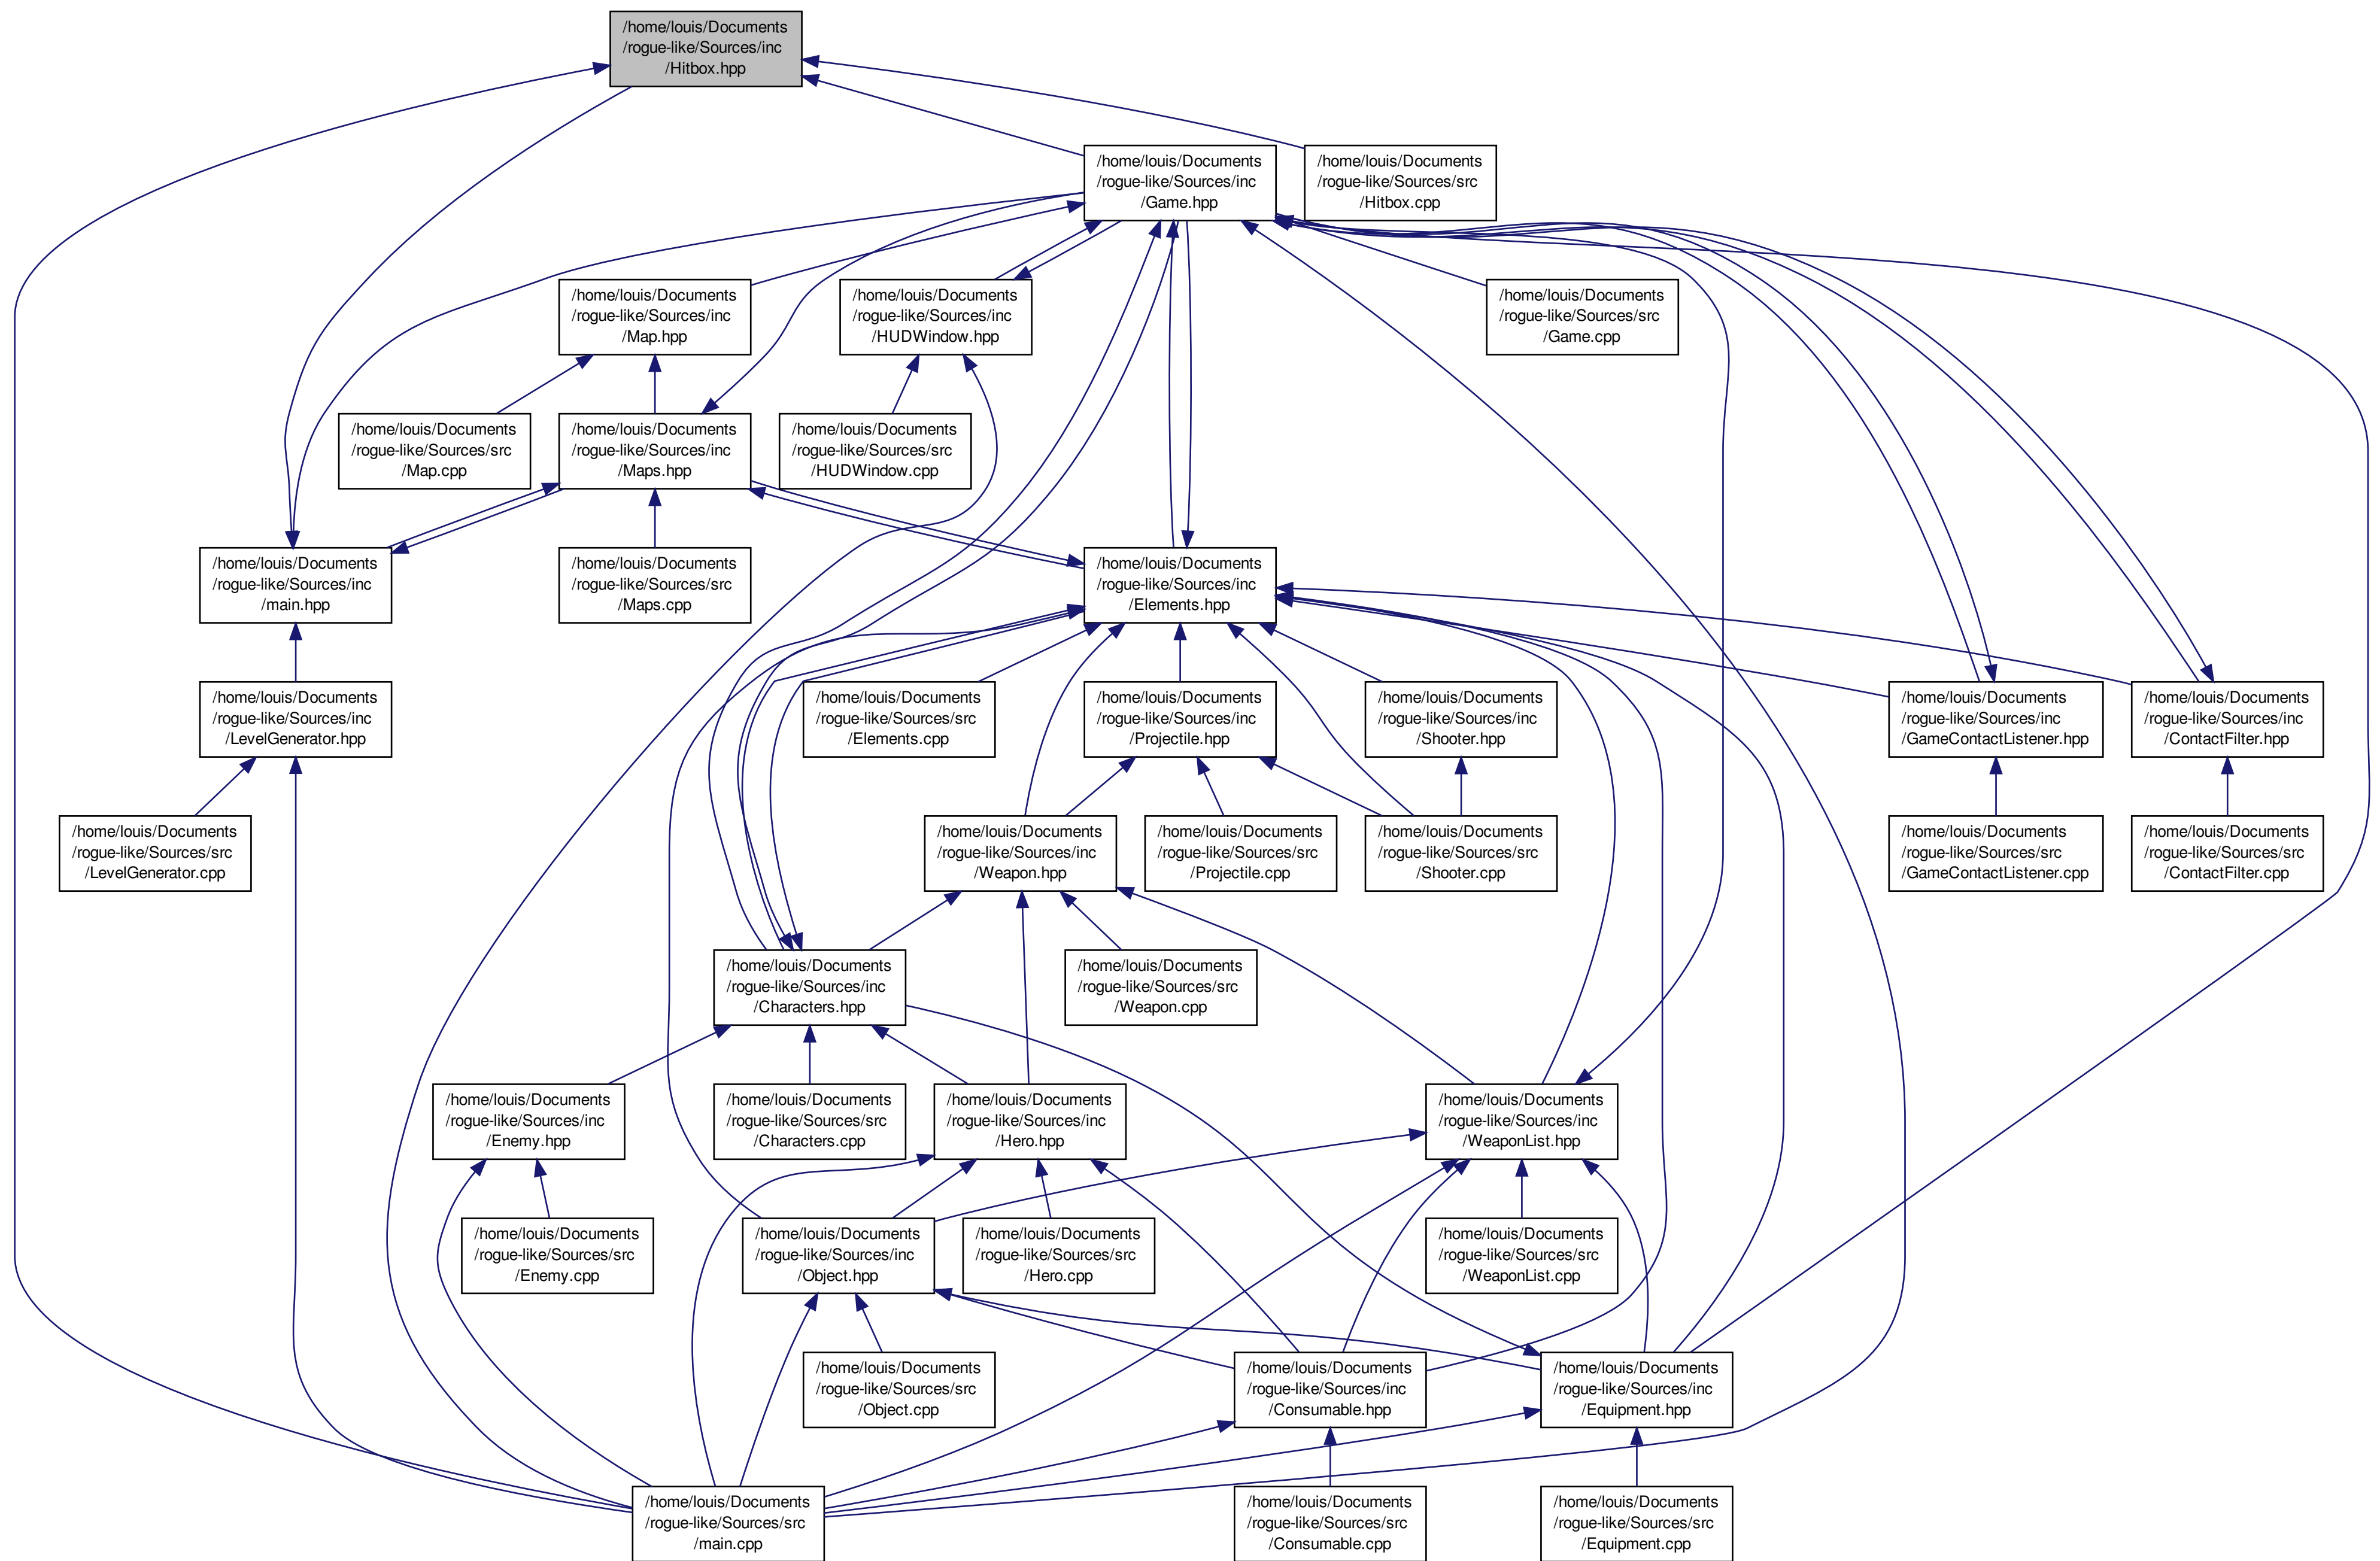 /home/louis/Documents
/rogue-like/Sources/inc
/Hitbox.hpp
/home/louis/Documents
/rogue-like/Sources/inc
/Game.hpp
/home/louis/Documents
/rogue-like/Sources/src
/Hitbox.cpp
/home/louis/Documents
/rogue-like/Sources/inc
/Map.hpp
/home/louis/Documents
/rogue-like/Sources/inc
/HUDWindow.hpp
/home/louis/Documents
/rogue-like/Sources/src
/Game.cpp
/home/louis/Documents
/rogue-like/Sources/src
/Map.cpp
/home/louis/Documents
/rogue-like/Sources/inc
/Maps.hpp
/home/louis/Documents
/rogue-like/Sources/src
/HUDWindow.cpp
/home/louis/Documents
/rogue-like/Sources/inc
/main.hpp
/home/louis/Documents
/rogue-like/Sources/src
/Maps.cpp
/home/louis/Documents
/rogue-like/Sources/inc
/Elements.hpp
/home/louis/Documents
/rogue-like/Sources/inc
/LevelGenerator.hpp
/home/louis/Documents
/rogue-like/Sources/src
/Elements.cpp
/home/louis/Documents
/rogue-like/Sources/inc
/Projectile.hpp
/home/louis/Documents
/rogue-like/Sources/inc
/Shooter.hpp
/home/louis/Documents
/rogue-like/Sources/inc
/GameContactListener.hpp
/home/louis/Documents
/rogue-like/Sources/inc
/ContactFilter.hpp
/home/louis/Documents
/rogue-like/Sources/src
/LevelGenerator.cpp
/home/louis/Documents
/rogue-like/Sources/inc
/Weapon.hpp
/home/louis/Documents
/rogue-like/Sources/src
/Projectile.cpp
/home/louis/Documents
/rogue-like/Sources/src
/Shooter.cpp
/home/louis/Documents
/rogue-like/Sources/src
/GameContactListener.cpp
/home/louis/Documents
/rogue-like/Sources/src
/ContactFilter.cpp
/home/louis/Documents
/rogue-like/Sources/inc
/Characters.hpp
/home/louis/Documents
/rogue-like/Sources/src
/Weapon.cpp
/home/louis/Documents
/rogue-like/Sources/inc
/Enemy.hpp
/home/louis/Documents
/rogue-like/Sources/src
/Characters.cpp
/home/louis/Documents
/rogue-like/Sources/inc
/Hero.hpp
/home/louis/Documents
/rogue-like/Sources/inc
/WeaponList.hpp
/home/louis/Documents
/rogue-like/Sources/src
/Enemy.cpp
/home/louis/Documents
/rogue-like/Sources/inc
/Object.hpp
/home/louis/Documents
/rogue-like/Sources/src
/Hero.cpp
/home/louis/Documents
/rogue-like/Sources/src
/WeaponList.cpp
/home/louis/Documents
/rogue-like/Sources/src
/Object.cpp
/home/louis/Documents
/rogue-like/Sources/inc
/Consumable.hpp
/home/louis/Documents
/rogue-like/Sources/inc
/Equipment.hpp
/home/louis/Documents
/rogue-like/Sources/src
/main.cpp
/home/louis/Documents
/rogue-like/Sources/src
/Consumable.cpp
/home/louis/Documents
/rogue-like/Sources/src
/Equipment.cpp